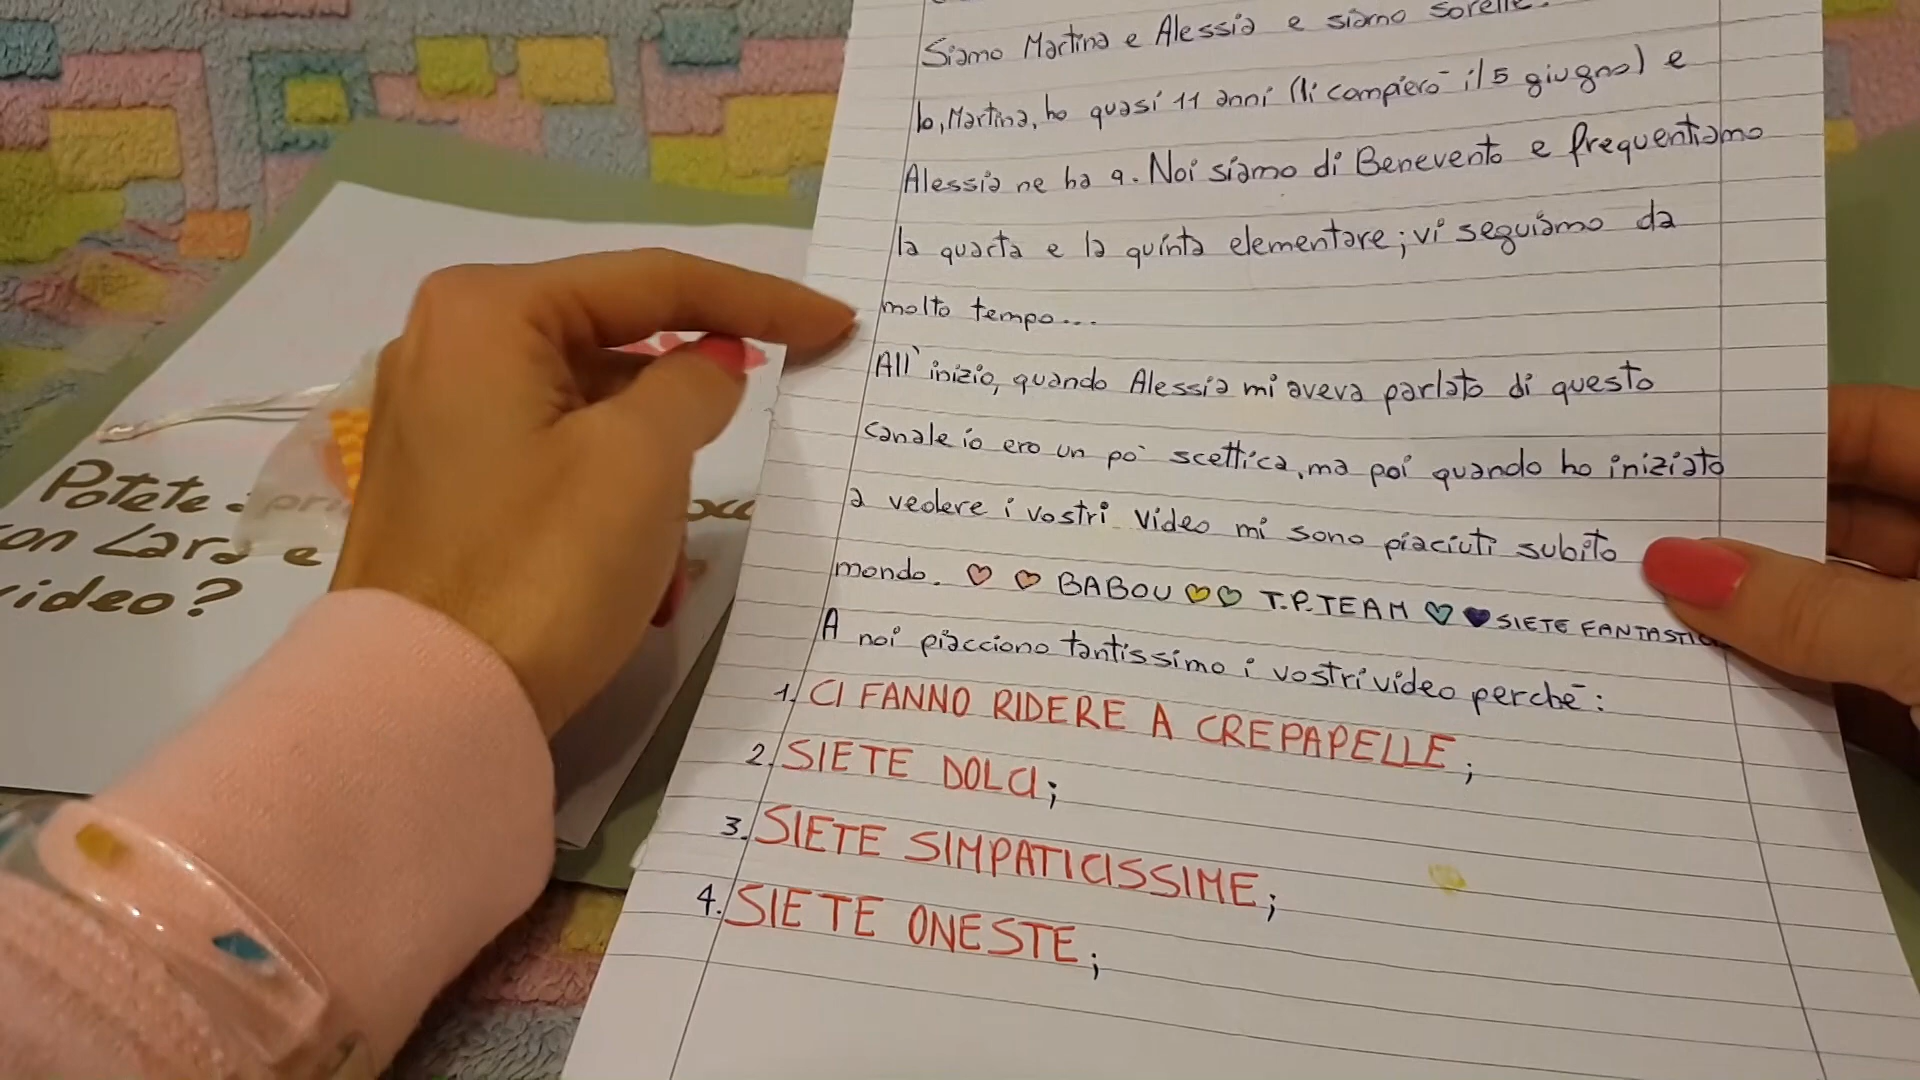 Siamo Martina e Alessia e siamo sorelle.
Io, Martina, ho quasi 11 anni (li compierò il 5 giugno) e
Alessia ne ha 9. Noi siamo di Benevento e frequentiamo
la quarta e la quinta elementare; vi seguiamo da
molto tempo...
All'inizio, quando Alessia mi aveva parlato di questo
canale io ero un pò scettica, ma poi quando ho iniziato
a vedere i vostri video mi sono piaciuti subito
mondo. BABOU T.P. TEAM SIETE FANTASTIC
A noi piacciono tantissimo i vostri video perchè:
1. CI FANNO RIDERE A CREPAPELLE;
2. SIETE DOLCI;
3. SIETE SIMPATICISSIME;
4. SIETE ONESTE;
Potete
on Lara e
video?